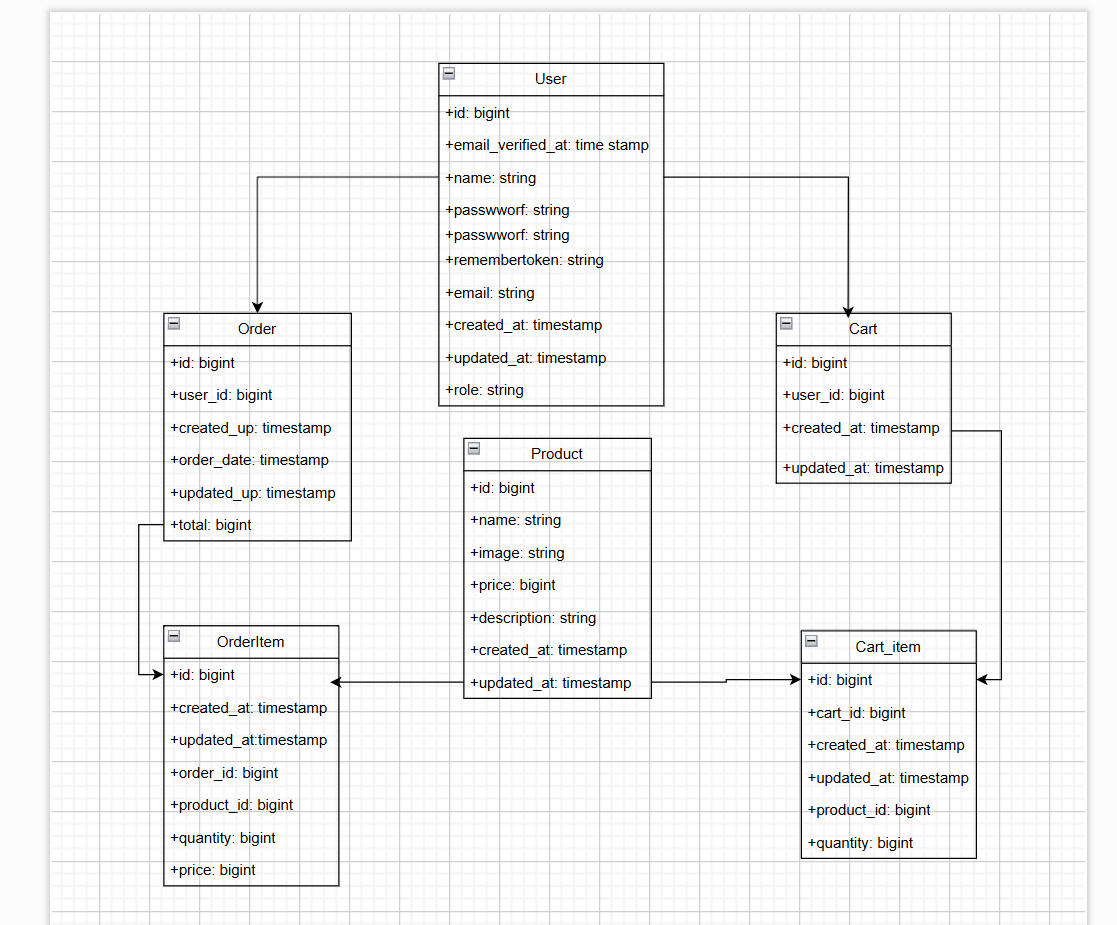 User
+id: bigint
+email_verified_at: time stamp
+name: string
+passwworf: string
+passwworf: string
+remembertoken: string
+email: string
+created_at: timestamp
+updated_at: timestamp
+role: string
Order
+id: bigint
+user_id: bigint
+created_up: timestamp
+order_date: timestamp
+updated_up: timestamp
+total: bigint
Cart
+id: bigint
+user_id: bigint
+created_at: timestamp
+updated_at: timestamp
Product
+id: bigint
+name: string
+image: string
+price: bigint
+description: string
+created_at: timestamp
+updated_at: timestamp
OrderItem
+id: bigint
+created_at: timestamp
+updated_at:timestamp
+order_id: bigint
+product_id: bigint
+quantity: bigint
+price: bigint
Cart_item
+id: bigint
+cart_id: bigint
+created_at: timestamp
+updated_at: timestamp
+product_id: bigint
+quantity: bigint